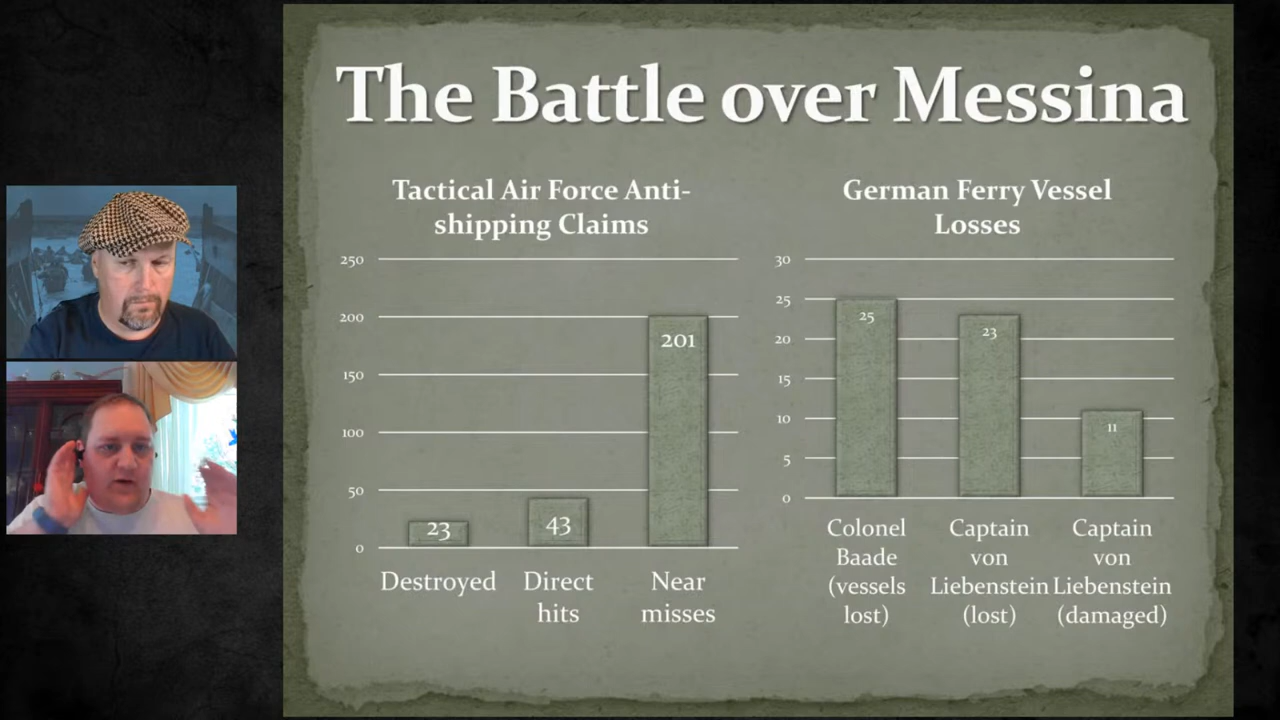 The Battle over Messina
Tactical Air Force Anti-
shipping Claims
250
200
150
100
50
0
23
43
201
Destroyed
Direct
hits
Near
misses
German Ferry Vessel
Losses
30
25
20
15
10
5
0
25
23
11
Colonel
Baade
(vessels
lost)
Captain
von
Liebenstein
(lost)
Captain
von
Liebenstein
(damaged)